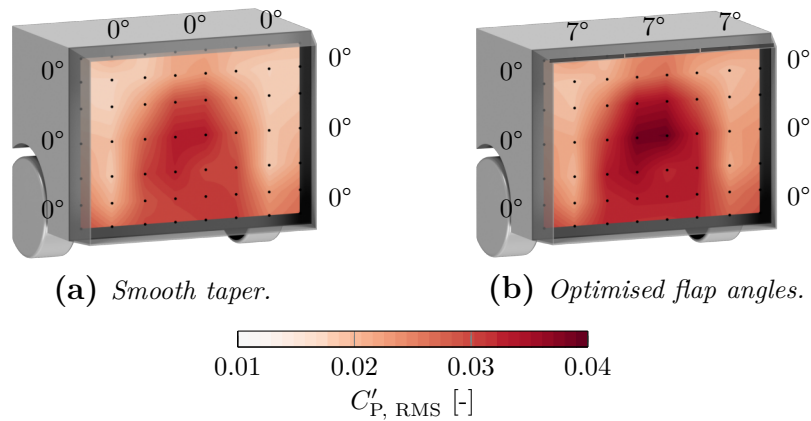 0° 0° 0° 7° 7° 7°
0° 0° 0° 0°
0° 0° 0° 0°
0° 0° 0° 0°
(a) Smooth taper. (b) Optimised flap angles.
0.01 0.02 0.03 0.04
C′P, RMS [-]